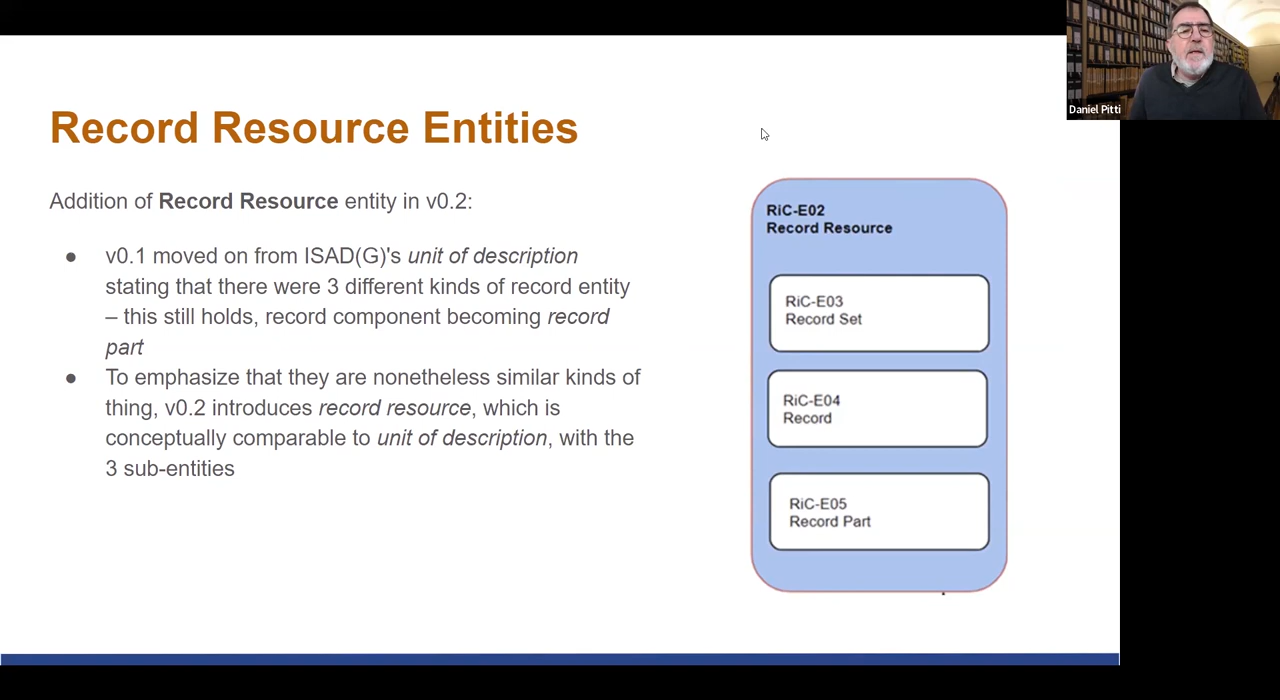 Daniel Pitti
Record Resource Entities
Addition of Record Resource entity in v0.2:
● v0.1 moved on from ISAD(G)'s unit of description
stating that there were 3 different kinds of record entity
– this still holds, record component becoming record
part
● To emphasize that they are nonetheless similar kinds of
thing, v0.2 introduces record resource, which is
conceptually comparable to unit of description, with the
3 sub-entities
RiC-E02
Record Resource
RiC-E03
Record Set
RiC-E04
Record
RiC-E05
Record Part